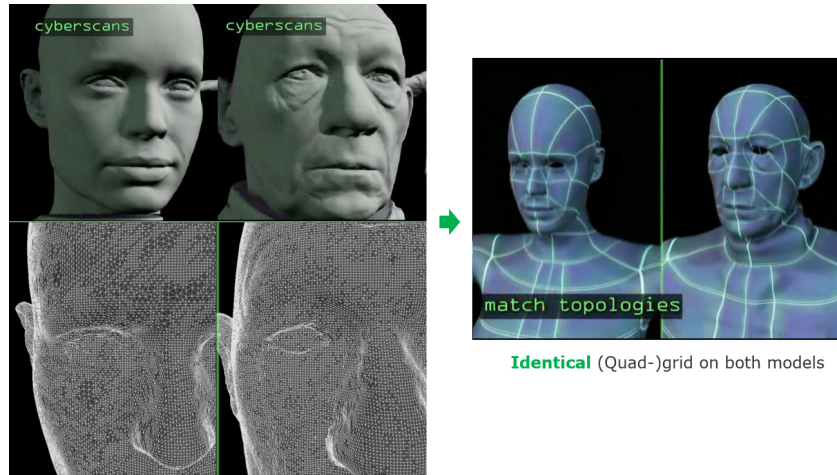 cyberscans
cyberscans
match topologies
Identical (Quad-)grid on both models